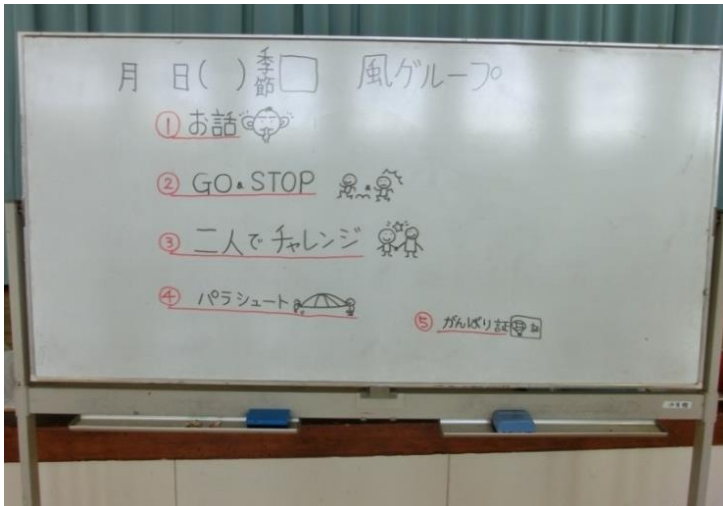 月 日( ) 季節 風グループ
① お話
② GO&STOP
③ 二人でチャレンジ
④ パラシュート
⑤ がんばり証